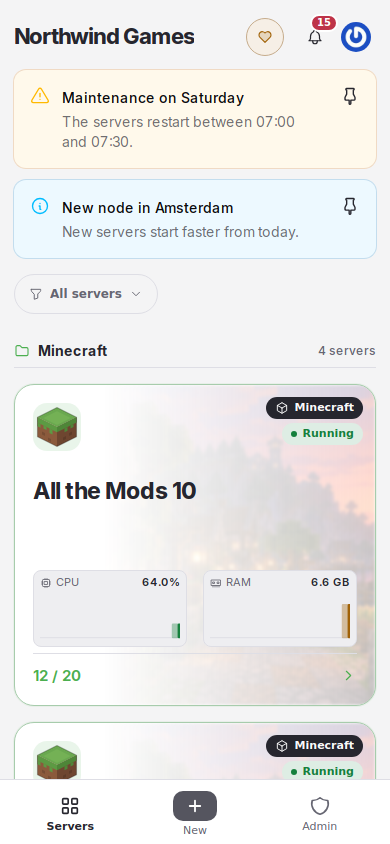 Northwind Games
15
Maintenance on Saturday
The servers restart between 07:00
and 07:30.
New node in Amsterdam
New servers start faster from today.
All servers
Minecraft
4 servers
Minecraft
Running
All the Mods 10
CPU
64.0%
RAM
6.6 GB
12 / 20
Minecraft
Running
Servers
New
Admin